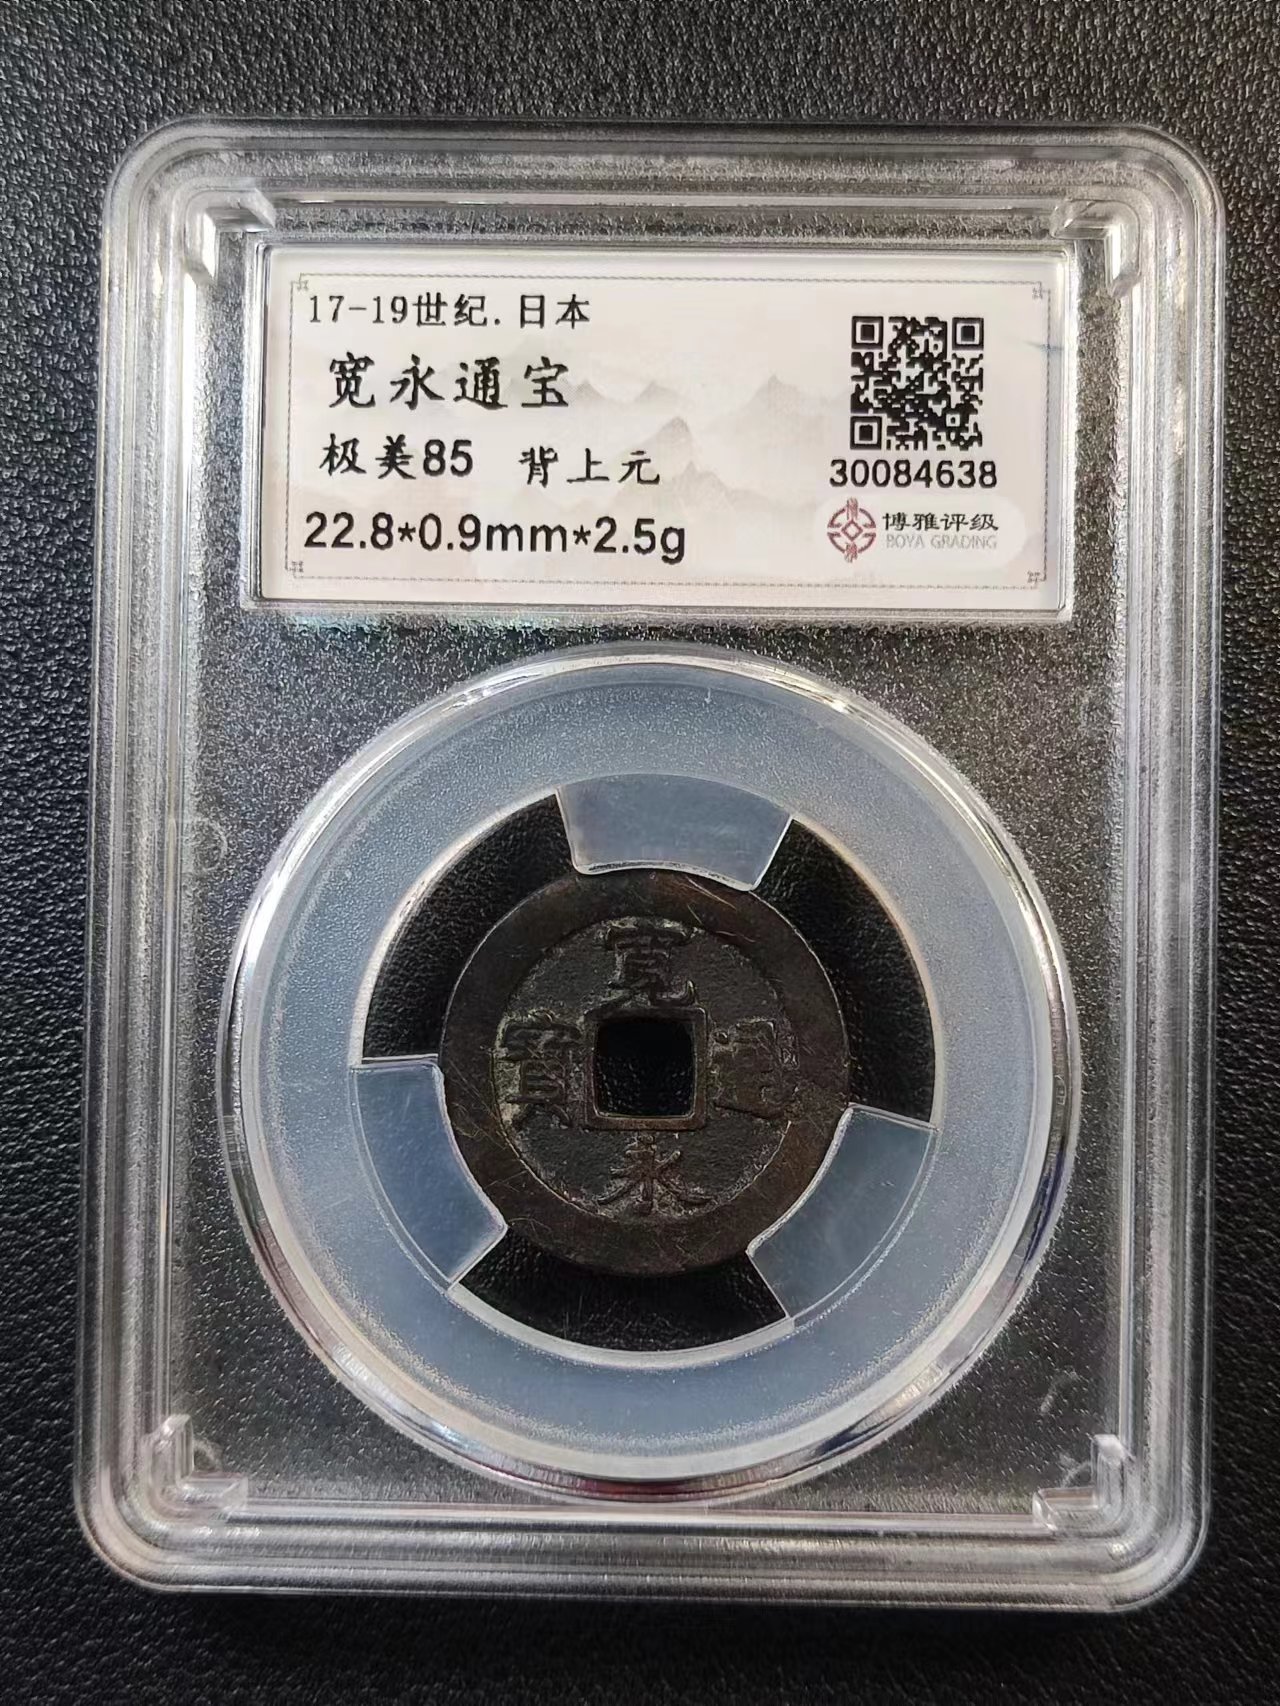 17-19世纪.日本
宽永通宝
极美85 背上元
22.8*0.9mm*2.5g
30084638
博雅评级
BOYA GRADING
寛
通
寳
永